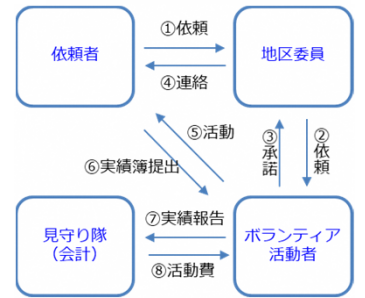 依頼者
①依頼
地区委員
④連絡
⑤活動
③承諾
②依頼
⑥実績簿提出
見守り隊
（会計）
⑦実績報告
⑧活動費
ボランティア
活動者